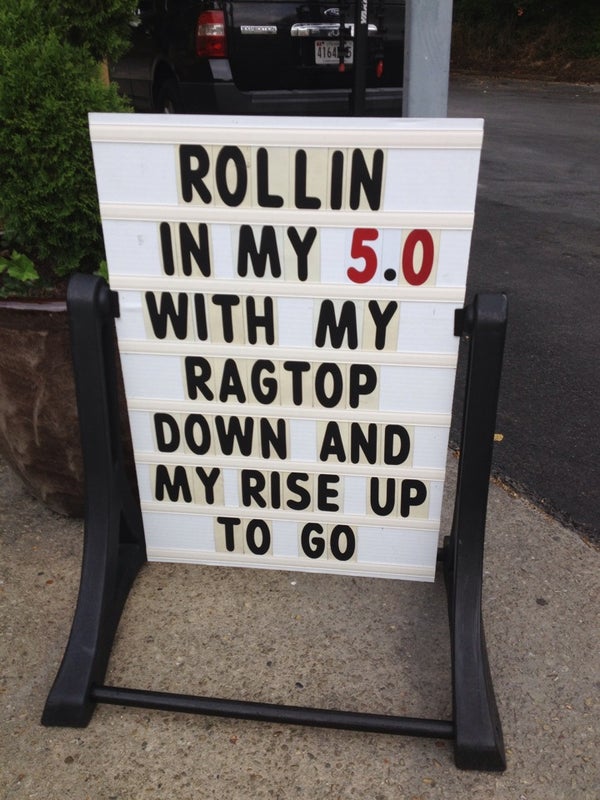 ROLLIN
IN MY 5.0
WITH MY
RAGTOP
DOWN AND
MY RISE UP
TO GO